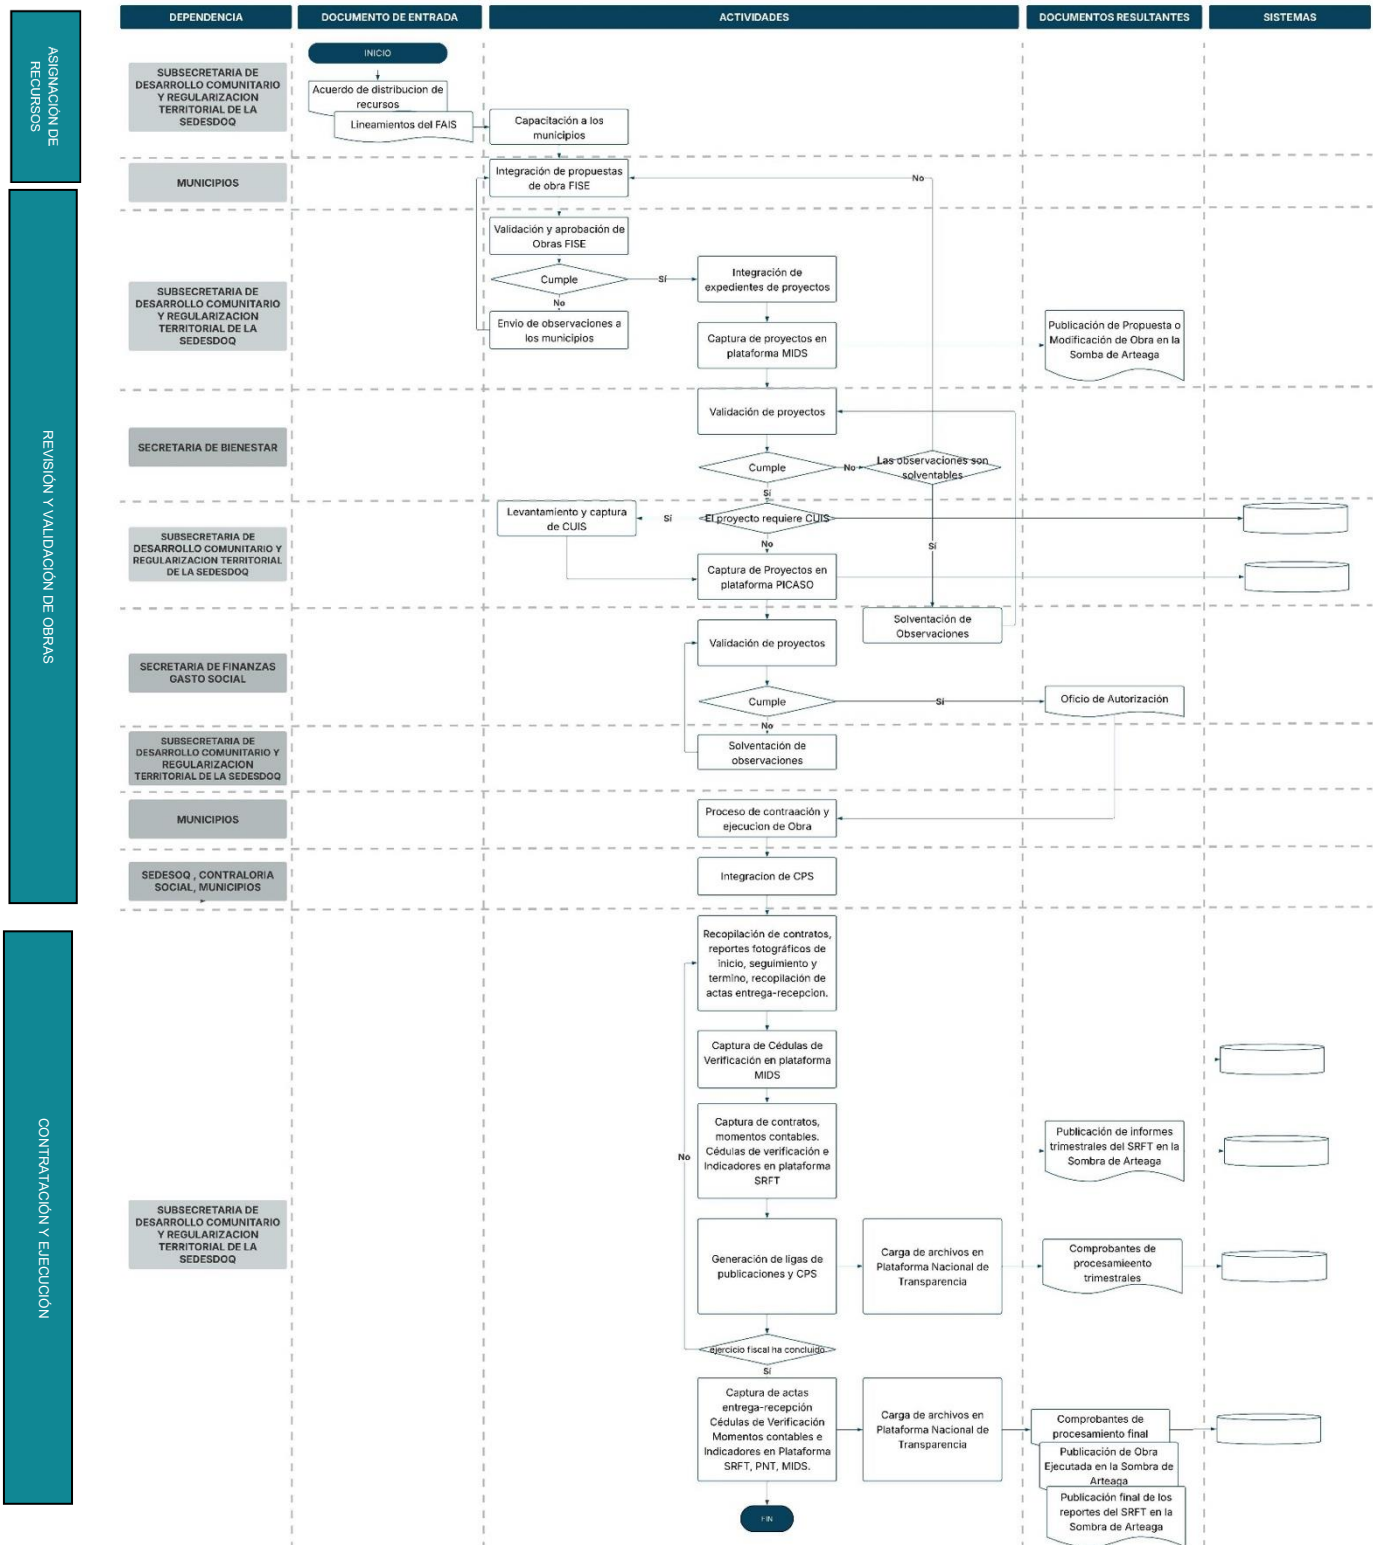 DEPENDENCIA
DOCUMENTO DE ENTRADA
ACTIVIDADES
DOCUMENTOS RESULTANTES
SISTEMAS
ASIGNACIÓN DE
RECURSOS
INICIO
SUBSECRETARIA DE
DESARROLLO COMUNITARIO
Y REGULARIZACION
TERRITORIAL DE LA
SEDESDOQ
Acuerdo de distribucion de
recursos
Lineamientos del FAIS
Capacitación a los
municipios
MUNICIPIOS
Integración de propuestas
de obra FISE
No
REVISIÓN Y VALIDACIÓN DE OBRAS
Validación y aprobación de
Obras FISE
SUBSECRETARIA DE
DESARROLLO COMUNITARIO
Y REGULARIZACION
TERRITORIAL DE LA
SEDESDOQ
Cumple
Sí
Integración de
expedientes de proyectos
No
Envio de observaciones a
los municipios
Captura de proyectos en
plataforma MIDS
Publicación de Propuesta o
Modificación de Obra en la
Somba de Arteaga
Validación de proyectos
SECRETARIA DE BIENESTAR
Cumple
No
Las observaciones son
solventables
Sí
Levantamiento y captura
de CUIS
Sí
El proyecto requiere CUIS
SUBSECRETARIA DE
DESARROLLO COMUNITARIO Y
REGULARIZACION TERRITORIAL
DE LA SEDESDOQ
No
Sí
Captura de Proyectos en
plataforma PICASO
Solventación de
Observaciones
Validación de proyectos
SECRETARIA DE FINANZAS
GASTO SOCIAL
Cumple
Sí
Oficio de Autorización
No
SUBSECRETARIA DE
DESARROLLO COMUNITARIO Y
REGULARIZACION
TERRITORIAL DE LA SEDESDOQ
Solventación de
observaciones
MUNICIPIOS
Proceso de contraación y
ejecucion de Obra
SEDESOQ , CONTRALORIA
SOCIAL, MUNICIPIOS
Integracion de CPS
CONTRATACIÓN Y EJECUCIÓN
Recopilación de contratos,
reportes fotográficos de
inicio, seguimiento y
termino, recopilación de
actas entrega-recepcion.
Captura de Cédulas de
Verificación en plataforma
MIDS
No
Captura de contratos,
momentos contables.
Cédulas de verificación e
Indicadores en plataforma
SRFT
Publicación de informes
trimestrales del SRFT en la
Sombra de Arteaga
SUBSECRETARIA DE
DESARROLLO COMUNITARIO
Y REGULARIZACION
TERRITORIAL DE LA
SEDESDOQ
Generación de ligas de
publicaciones y CPS
Carga de archivos en
Plataforma Nacional de
Transparencia
Comprobantes de
procesamieento
trimestrales
ejercicio fiscal ha concluido
Sí
Captura de actas
entrega-recepción
Cédulas de Verificación
Momentos contables e
Indicadores en Plataforma
SRFT, PNT, MIDS.
Carga de archivos en
Plataforma Nacional de
Transparencia
Comprobantes de
procesamiento final
Publicación de Obra
Ejecutada en la Sombra de
Arteaga
Publicación final de los
reportes del SRFT en la
Sombra de Arteaga
FIN